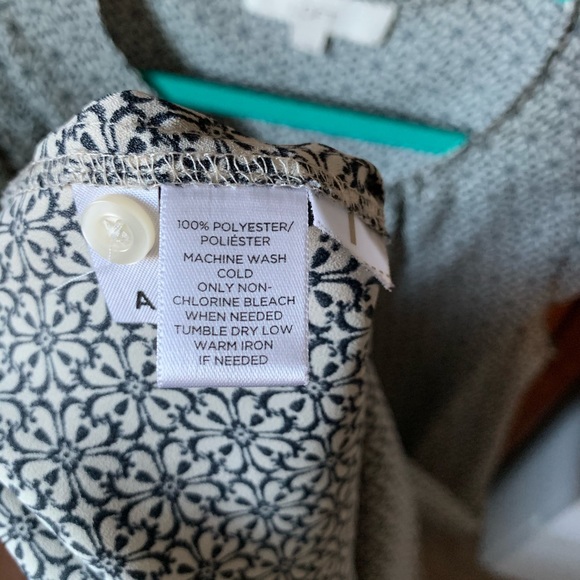 100% POLYESTER/
POLIÉSTER
MACHINE WASH
COLD
ONLY NON-
CHLORINE BLEACH
WHEN NEEDED
TUMBLE DRY LOW
WARM IRON
IF NEEDED
A